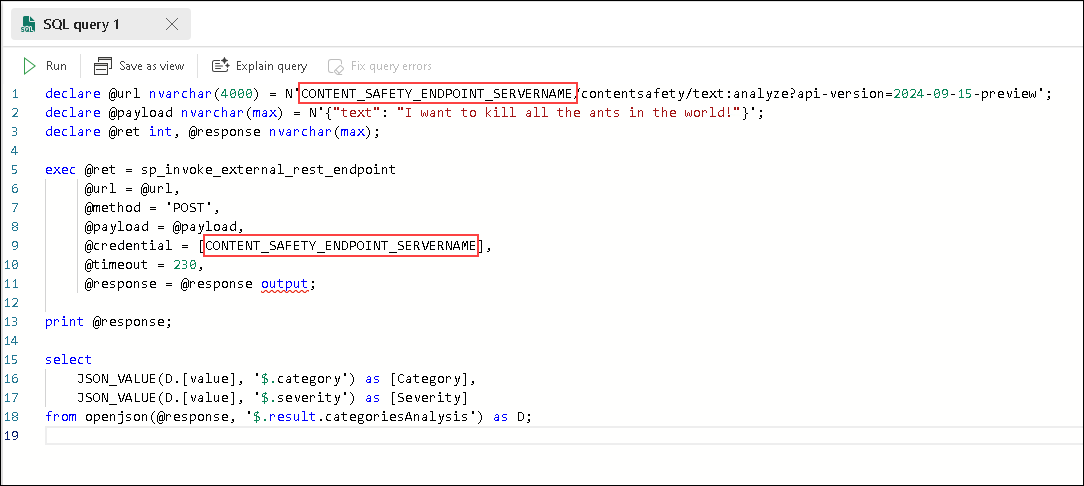 SQL query 1
Run Save as view Explain query Fix query errors
1 declare @url nvarchar(4000) = N'CONTENT_SAFETY_ENDPOINT_SERVERNAME/contentsafety/text:analyze?api-version=2024-09-15-preview';
2 declare @payload nvarchar(max) = N'{"text": "I want to kill all the ants in the world!"}';
3 declare @ret int, @response nvarchar(max);
4
5 exec @ret = sp_invoke_external_rest_endpoint
6 @url = @url,
7 @method = 'POST',
8 @payload = @payload,
9 @credential = [CONTENT_SAFETY_ENDPOINT_SERVERNAME],
10 @timeout = 230,
11 @response = @response output;
12
13 print @response;
14
15 select
16 JSON_VALUE(D.[value], '$.category') as [Category],
17 JSON_VALUE(D.[value], '$.severity') as [Severity]
18 from openjson(@response, '$.result.categoriesAnalysis') as D;
19